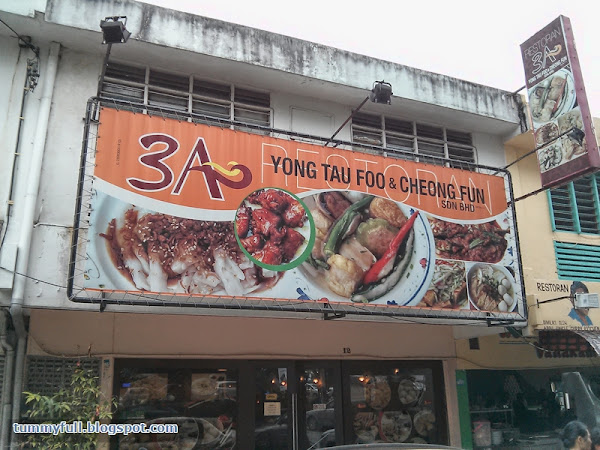 3A
RESTORAN
YONG TAU FOO & CHEONG FUN
SDN BHD
RESTORAN
3A
RESTORAN
tummyfull.blogspot.com